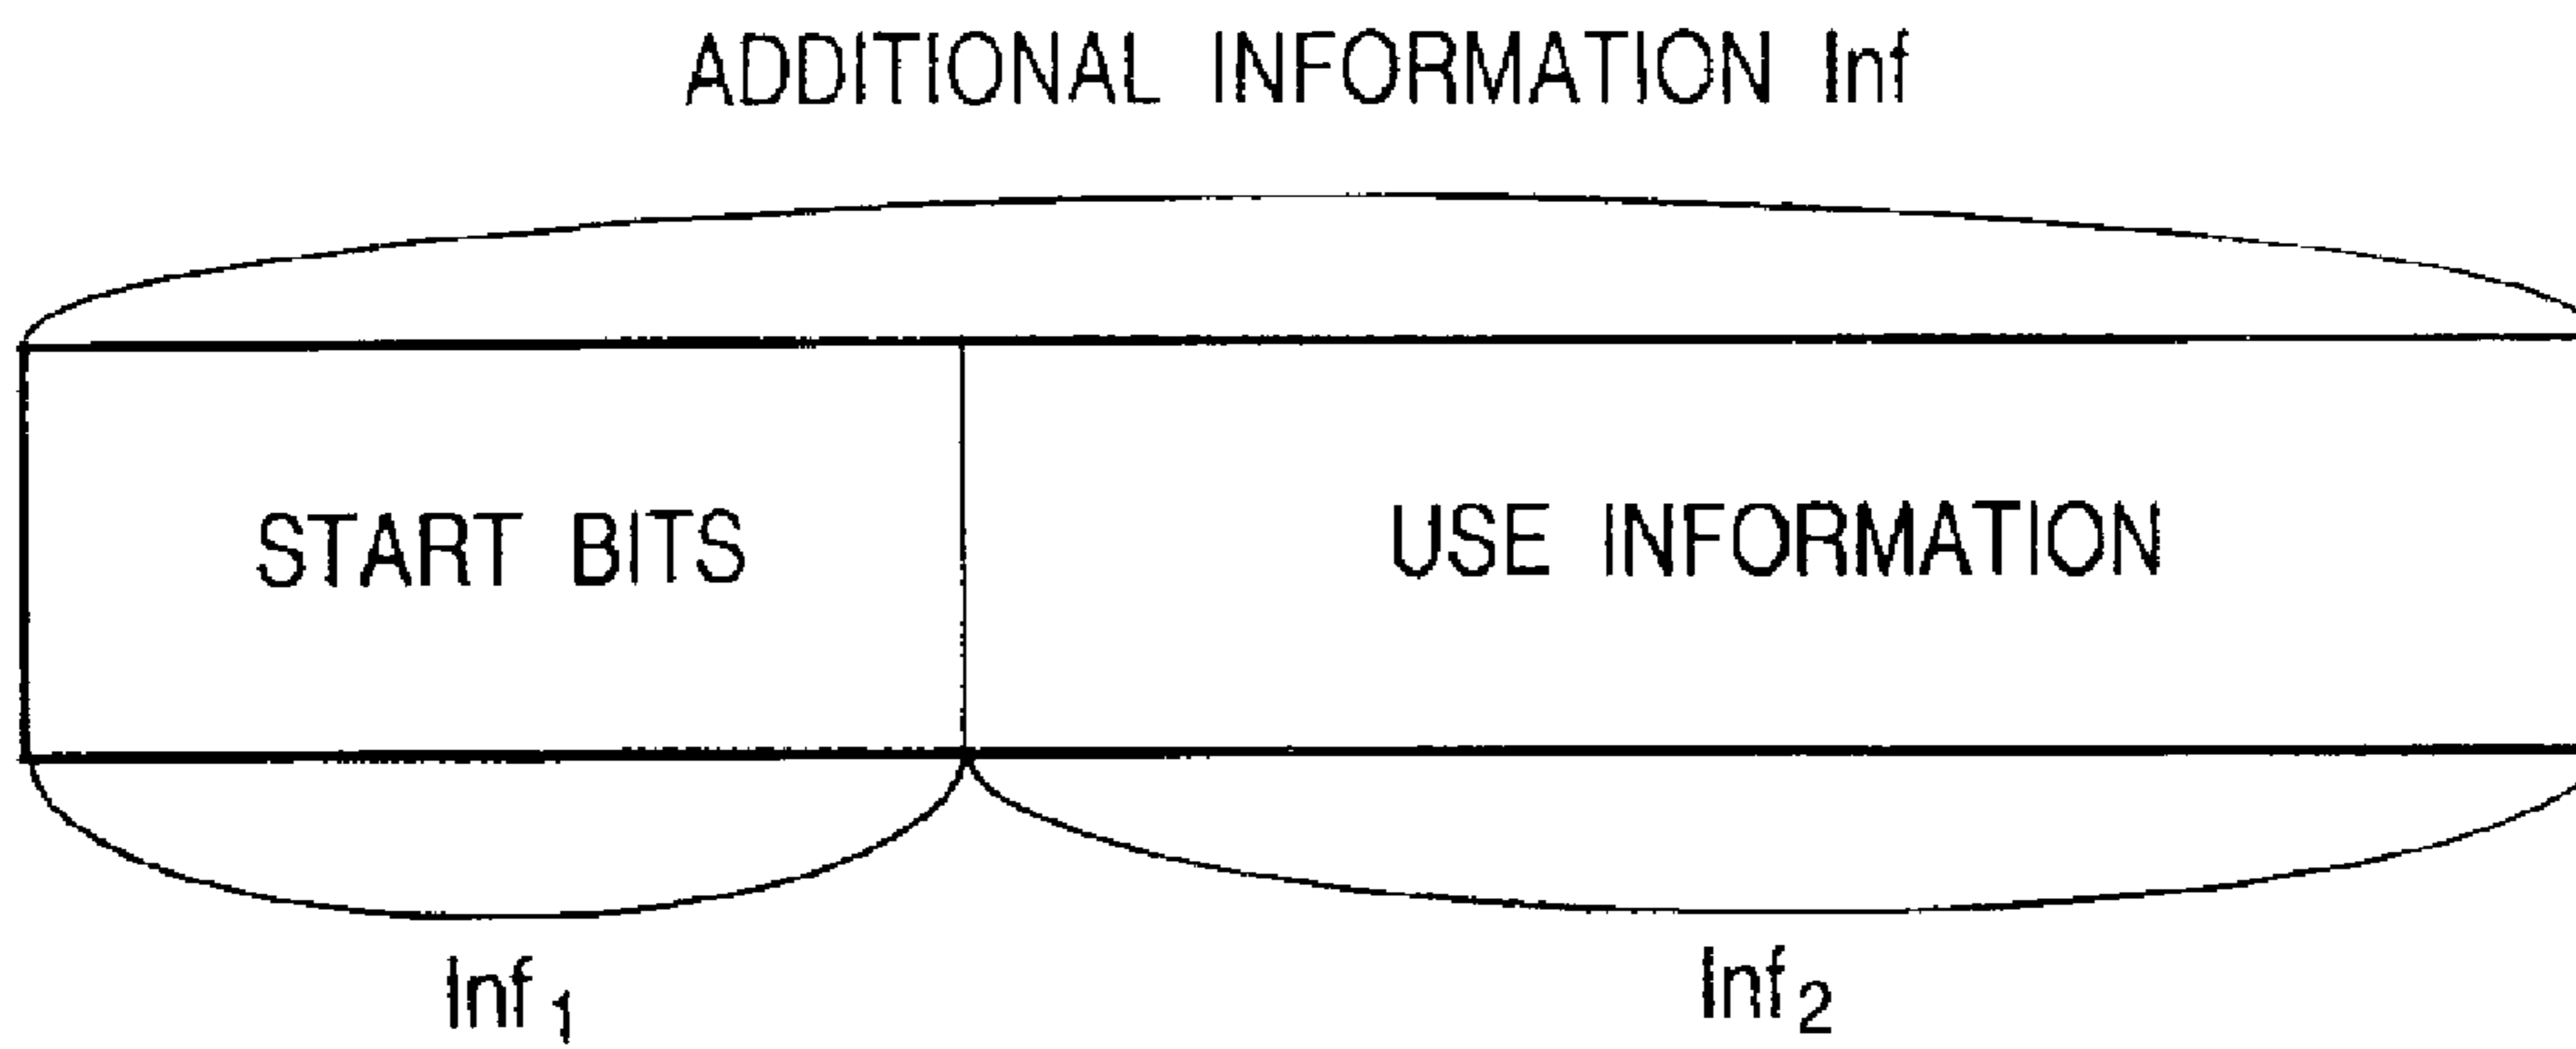 ADDITIONAL INFORMATION Inf
START BITS
USE INFORMATION
Inf1
Inf2